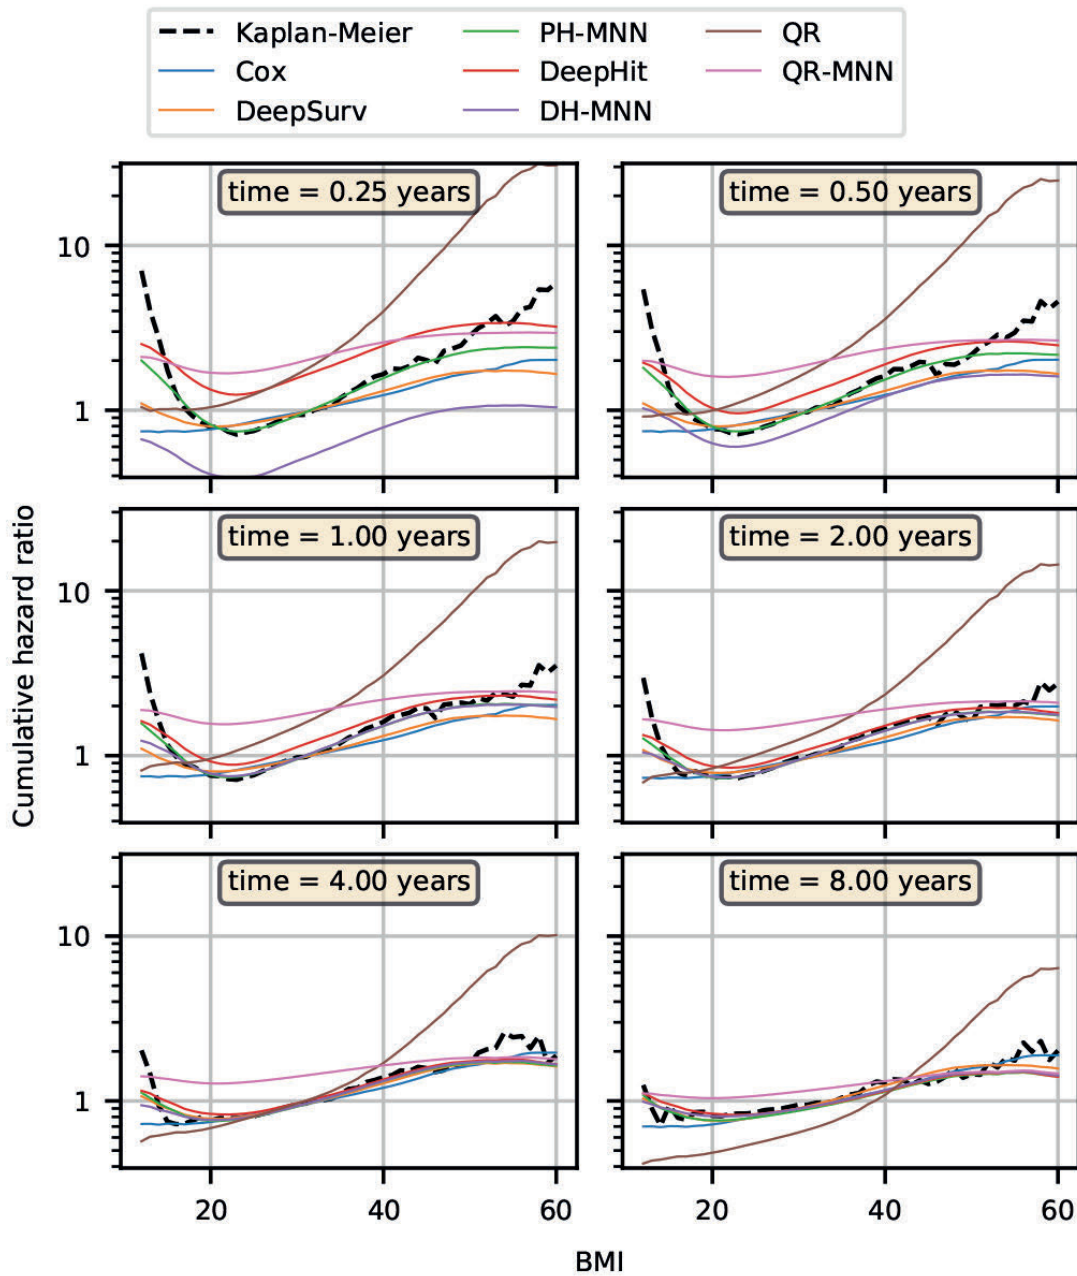 Kaplan-Meier PH-MNN QR
Cox DeepHit QR-MNN
DeepSurv DH-MNN
time = 0.25 years time = 0.50 years
10
1
time = 1.00 years time = 2.00 years
10
1
time = 4.00 years time = 8.00 years
10
1
Cumulative hazard ratio
20 40 60 20 40 60
BMI